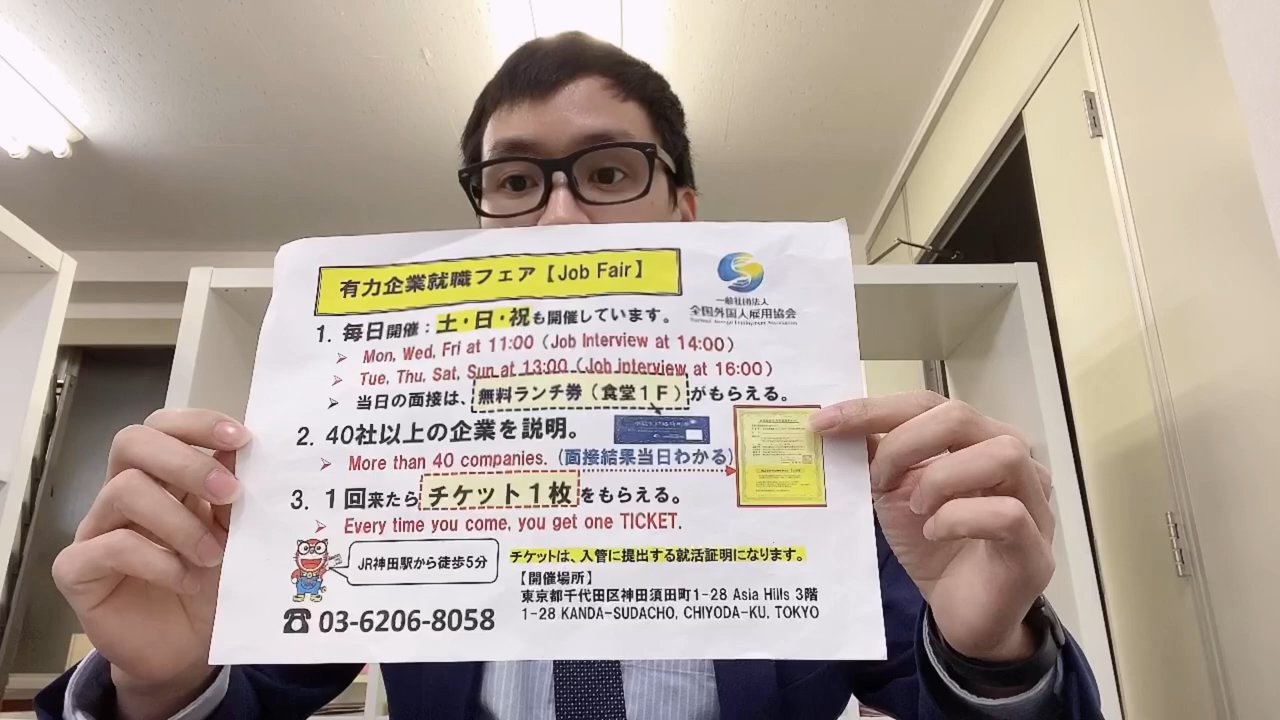 有力企業就職フェア【Job Fair】
一般社団法人
全国外国人雇用協会
1. 毎日開催：土・日・祝も開催しています。
➢ Mon, Wed, Fri at 11:00 (Job Interview at 14:00)
➢ Tue, Thu, Sat, Sun at 13:00 (Job interview at 16:00)
➢ 当日の面接は、無料ランチ券（食堂１F）がもらえる。
2. 40社以上の企業を説明。
➢ More than 40 companies. (面接結果当日わかる)
3. １回来たらチケット１枚をもらえる。
➢ Every time you come, you get one TICKET.
JR神田駅から徒歩5分
チケットは、入管に提出する就活証明になります。
【開催場所】
東京都千代田区神田須田町1-28 Asia Hills 3階
1-28 KANDA-SUDACHO, CHIYODA-KU, TOKYO
☎ 03-6206-8058